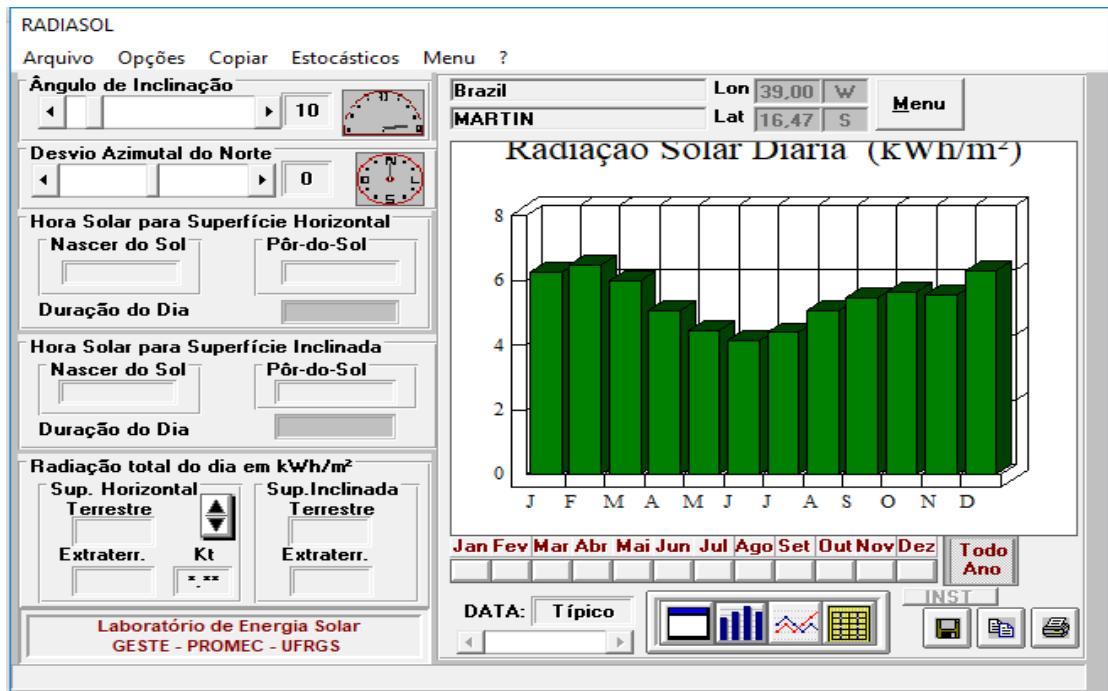 RADIASOL
Arquivo Opções Copiar Estocásticos Menu ?
Ângulo de Inclinação
10
Desvio Azimutal do Norte
0
N
O L
S
Hora Solar para Superfície Horizontal
Nascer do Sol Pôr-do-Sol
Duração do Dia
Hora Solar para Superfície Inclinada
Nascer do Sol Pôr-do-Sol
Duração do Dia
Radiação total do dia em kWh/m²
Sup. Horizontal Sup.Inclinada
Terrestre Terrestre
Extraterr. Kt Extraterr.
*.**
Laboratório de Energia Solar
GESTE - PROMEC - UFRGS
Brazil Lon 39,00 W Menu
MARTIN Lat 16,47 S
Radiação Solar Diária (kWh/m²)
8
6
4
2
0
J F M A M J J A S O N D
Jan Fev Mar Abr Mai Jun Jul Ago Set Out Nov Dez Todo
Ano
INST
DATA: Típico